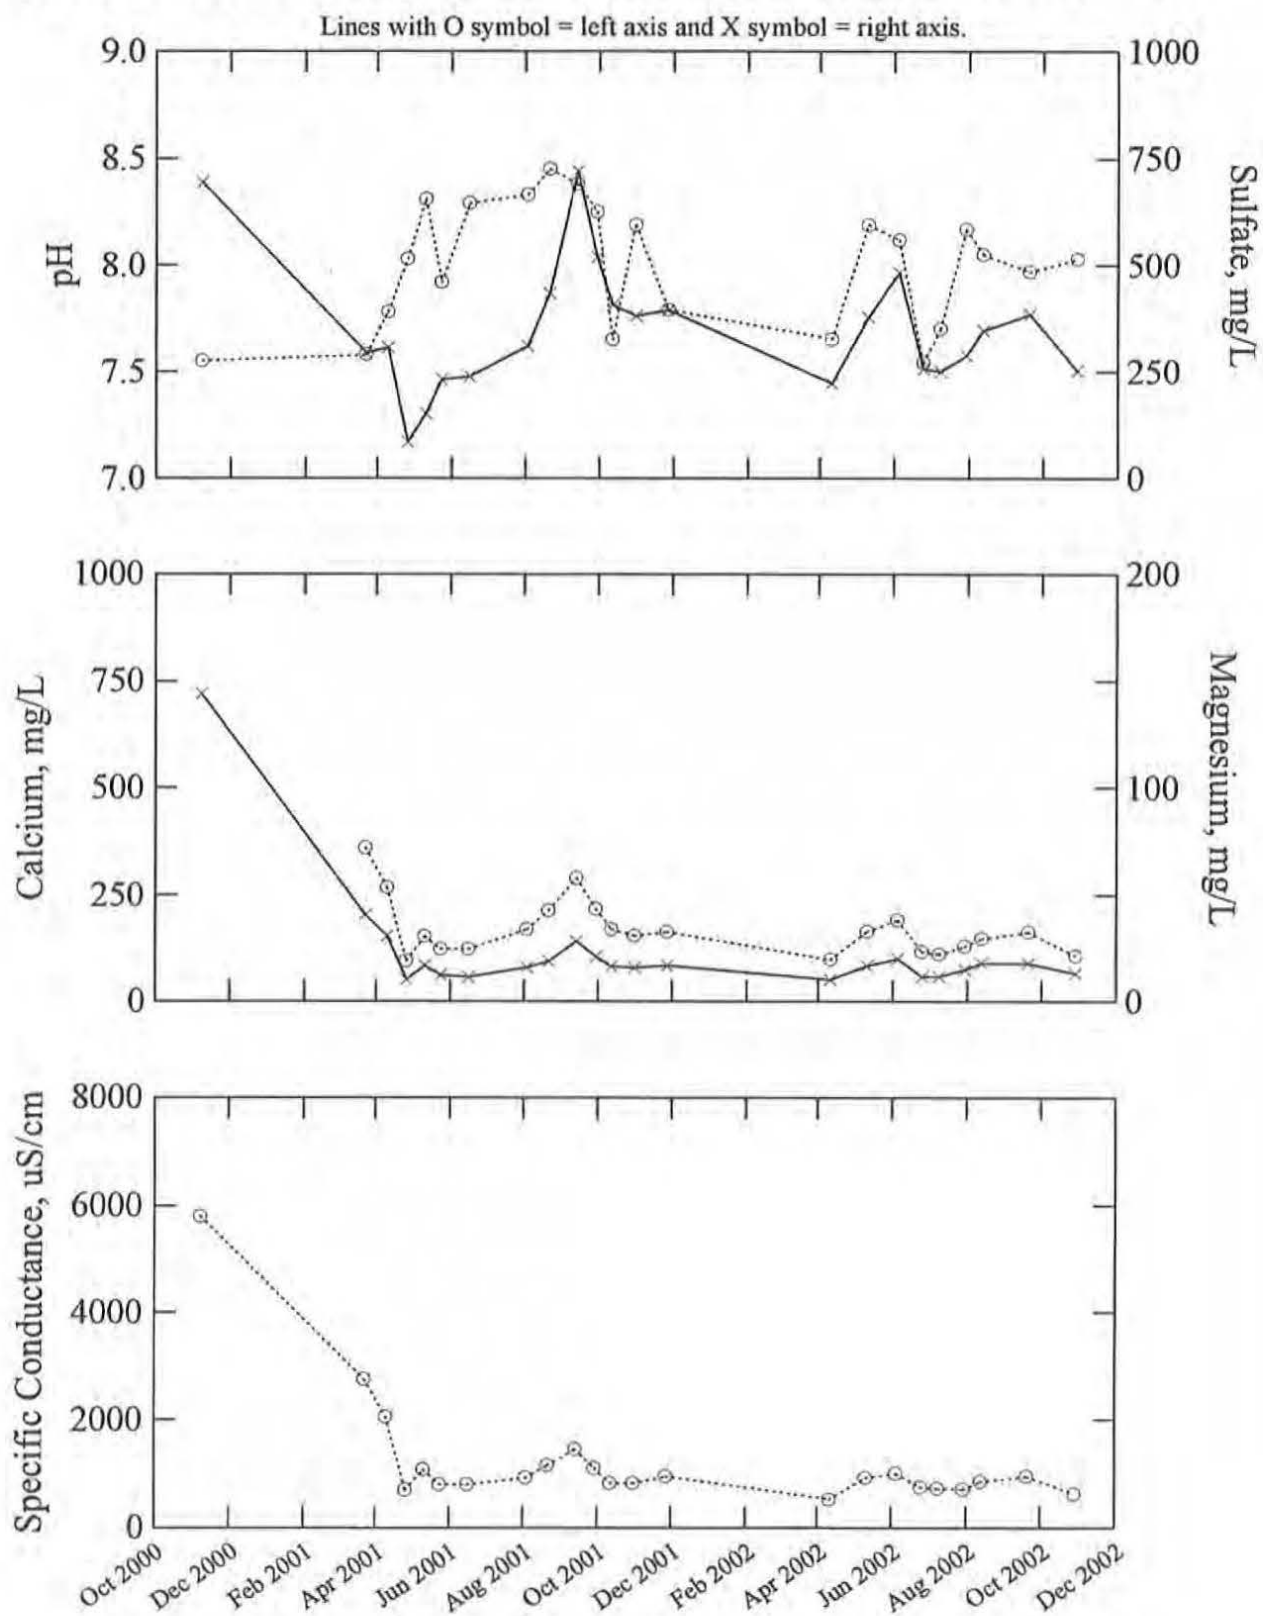 Lines with O symbol = left axis and X symbol = right axis.
9.0
8.5
8.0
7.5
7.0
pH
1000
750
500
250
0
Sulfate, mg/L
1000
750
500
250
0
Calcium, mg/L
200
100
0
Magnesium, mg/L
8000
6000
4000
2000
0
Specific Conductance, uS/cm
Oct 2000
Dec 2000
Feb 2001
Apr 2001
Jun 2001
Aug 2001
Oct 2001
Dec 2001
Feb 2002
Apr 2002
Jun 2002
Aug 2002
Oct 2002
Dec 2002